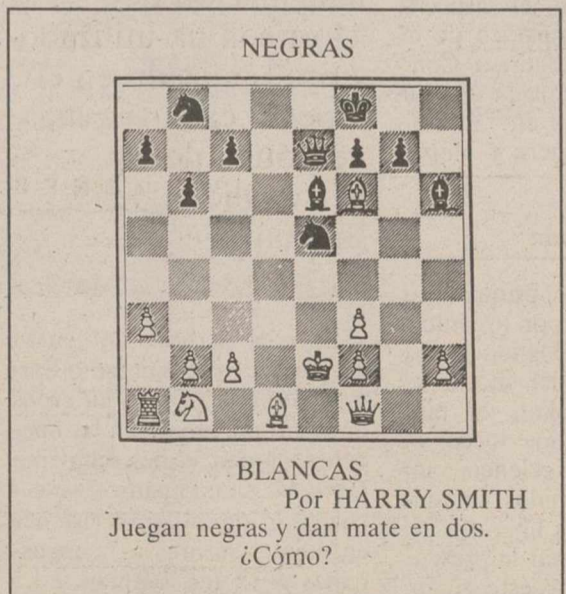 NEGRAS
BLANCAS
Por HARRY SMITH
Juegan negras y dan mate en dos.
¿Cómo?